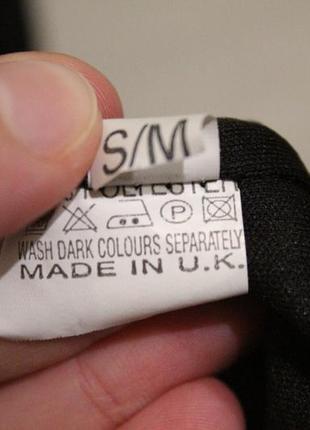 S/M
P
WASH DARK COLOURS SEPARATELY
MADE IN U.K.